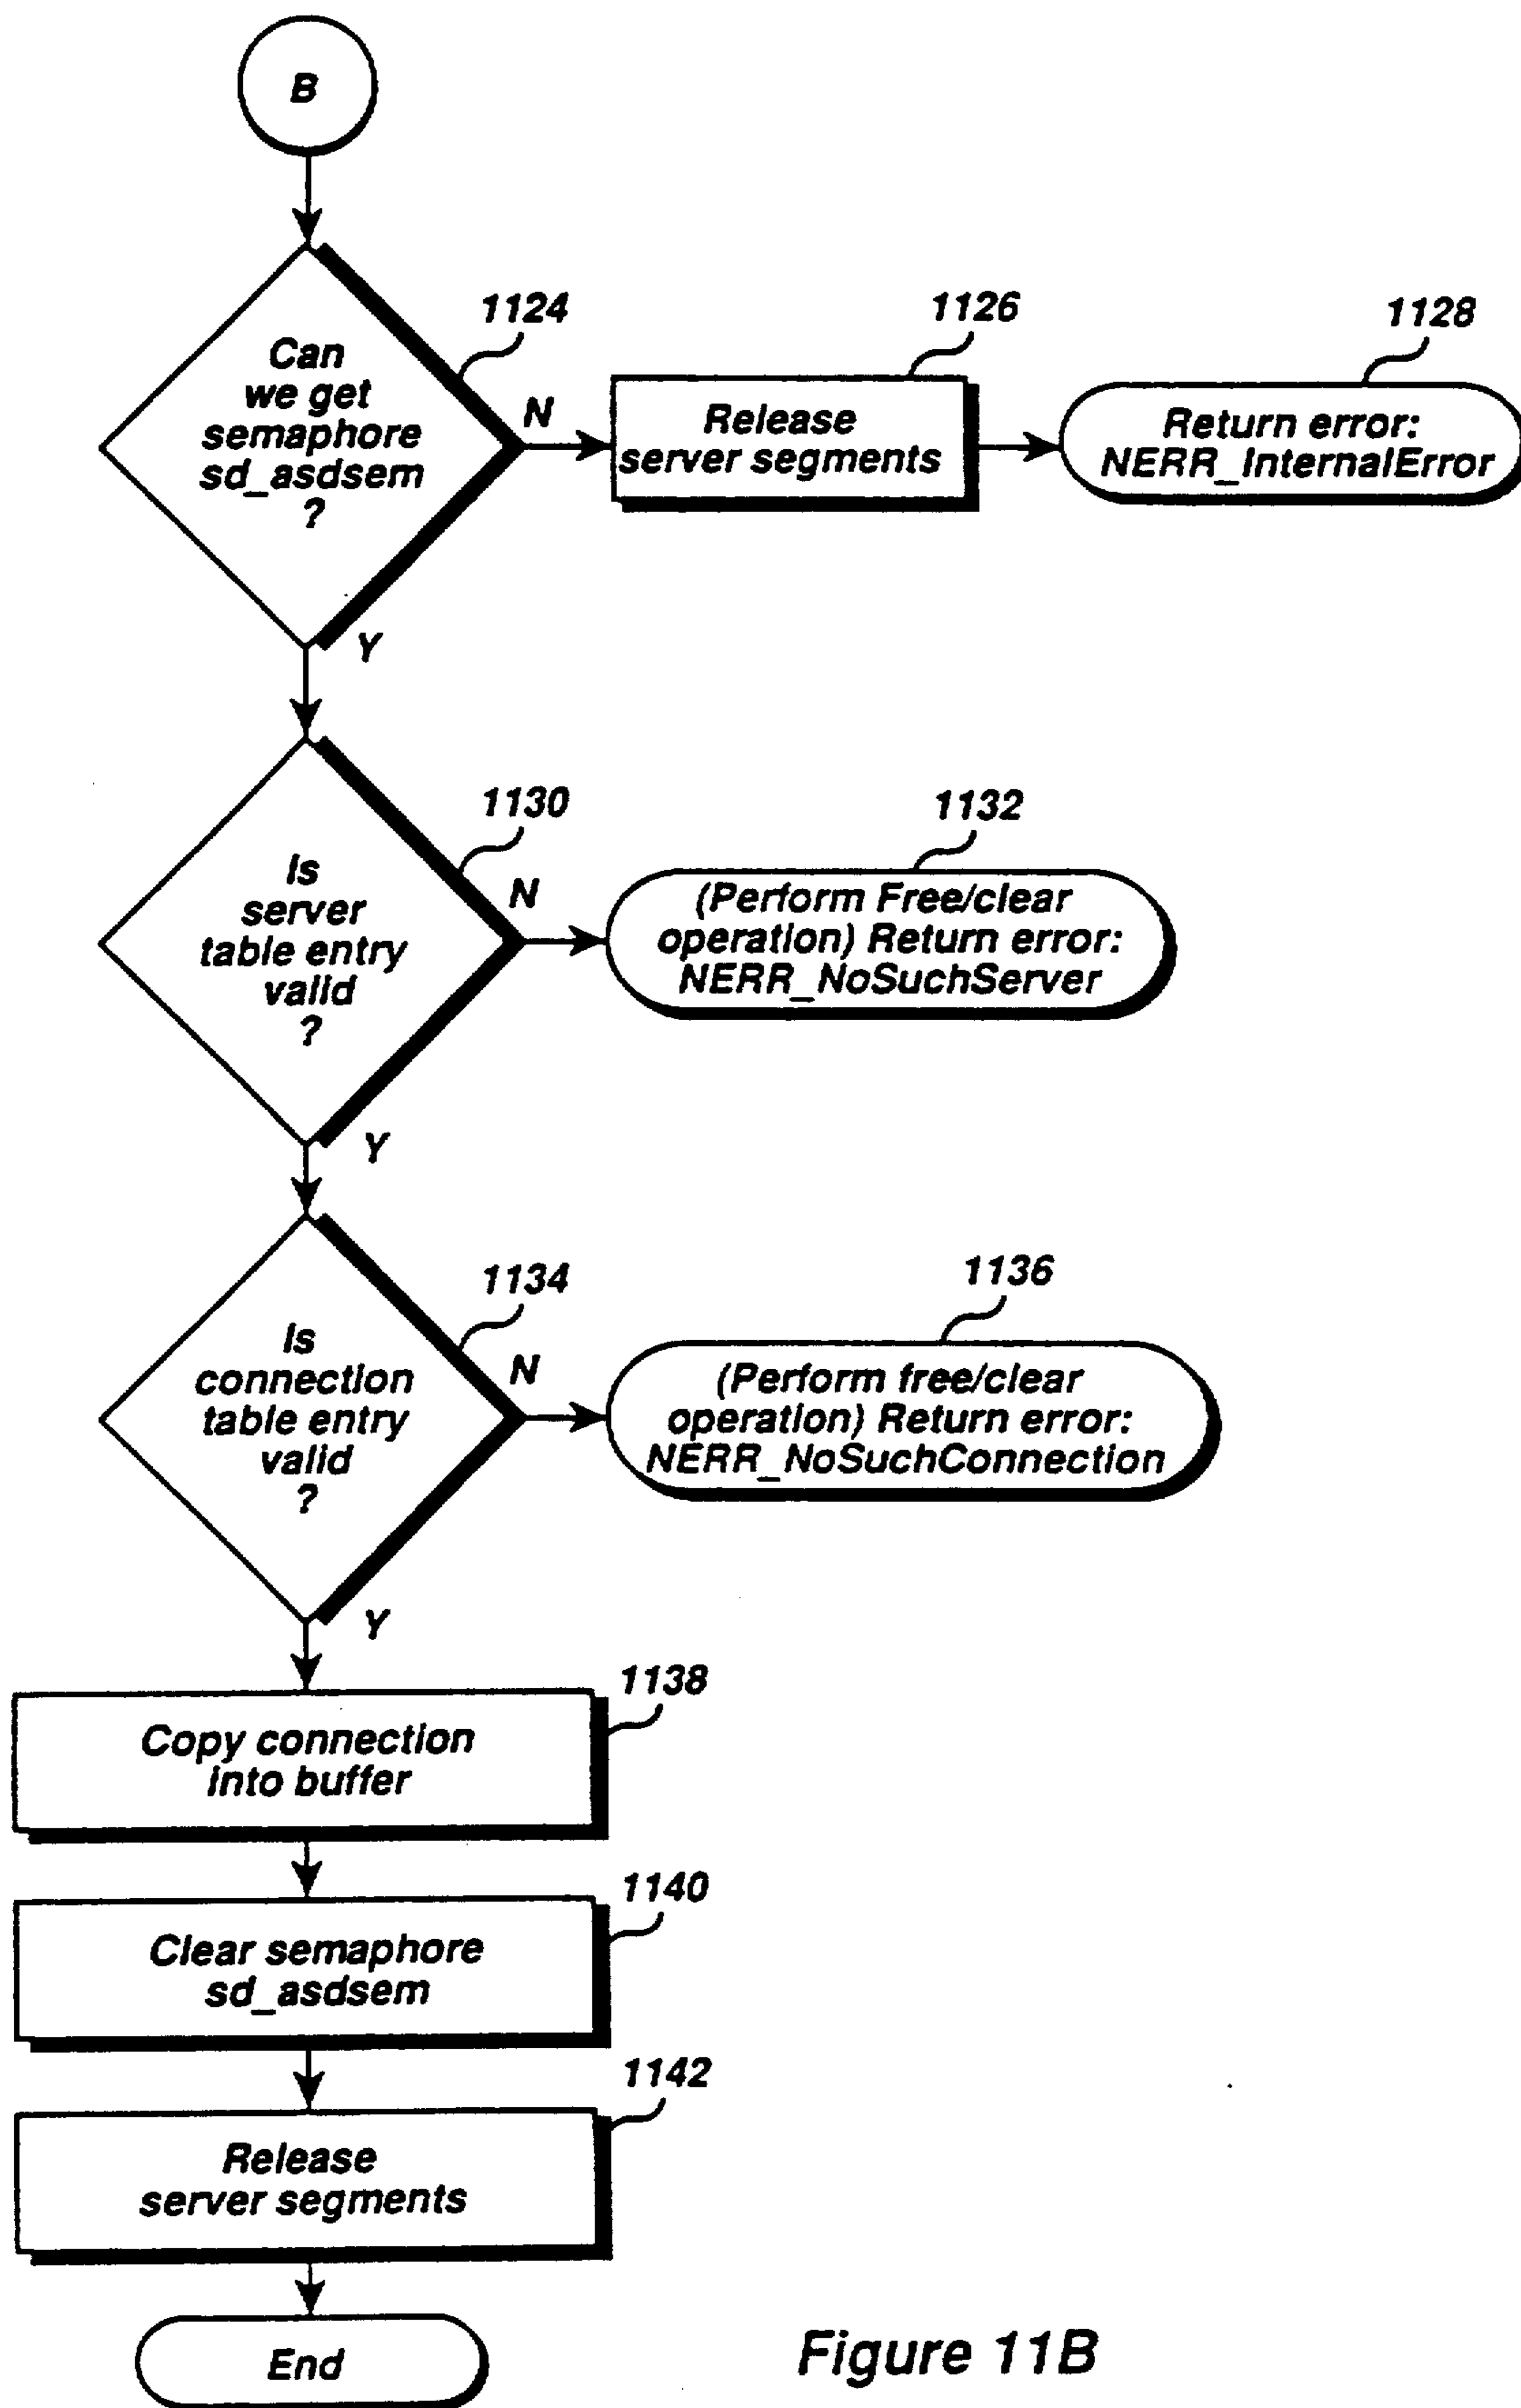 B
1124
Can
we get
semaphore
sd_asdsem
?
N
Y
1126
Release
server segments
1128
Return error:
NERR_InternalError
1130
Is
server
table entry
valid
?
N
Y
1132
(Perform Free/clear
operation) Return error:
NERR_NoSuchServer
1134
Is
connection
table entry
valid
?
N
Y
1136
(Perform free/clear
operation) Return error:
NERR_NoSuchConnection
1138
Copy connection
into buffer
1140
Clear semaphore
sd_asdsem
1142
Release
server segments
End
Figure 11B